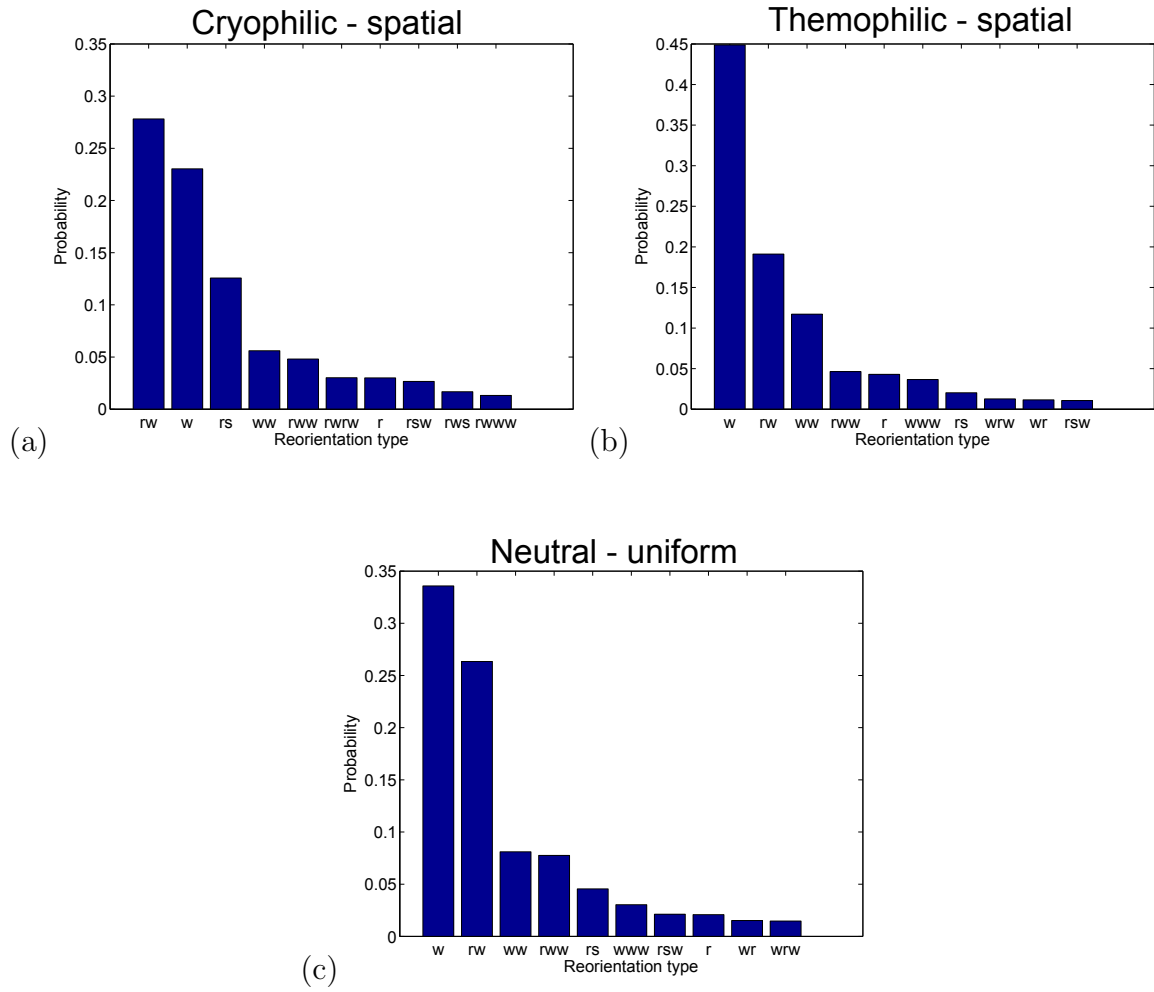 Cryophilic - spatial
0.35
0.3
0.25
0.2
0.15
0.1
0.05
0
Probability
rw w rs ww rww rwrw r rsw rws rwww
Reorientation type
(a)
Themophilic - spatial
0.45
0.4
0.35
0.3
0.25
0.2
0.15
0.1
0.05
0
Probability
w rw ww rww r www rs wrw wr rsw
Reorientation type
(b)
Neutral - uniform
0.35
0.3
0.25
0.2
0.15
0.1
0.05
0
Probability
w rw ww rww rs www rsw r wr wrw
Reorientation type
(c)